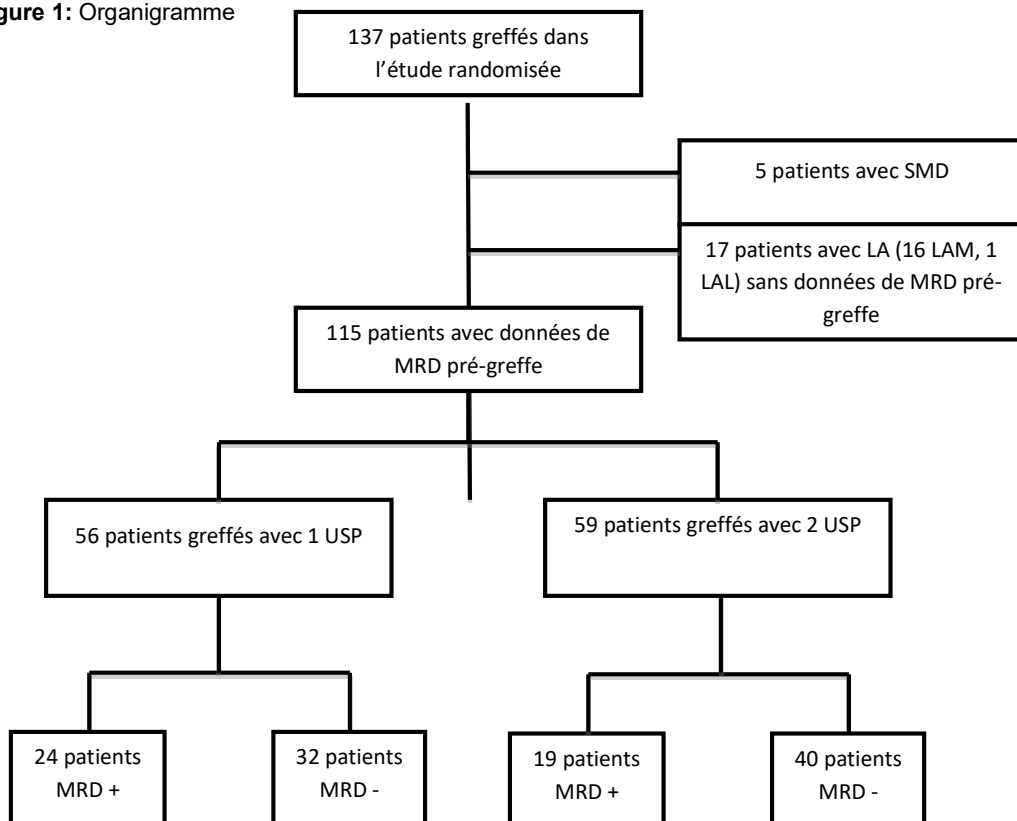 gure 1: Organigramme
137 patients greffés dans
l’étude randomisée
5 patients avec SMD
17 patients avec LA (16 LAM, 1
LAL) sans données de MRD pré-
greffe
115 patients avec données de
MRD pré-greffe
56 patients greffés avec 1 USP
59 patients greffés avec 2 USP
24 patients
MRD +
32 patients
MRD -
19 patients
MRD +
40 patients
MRD -